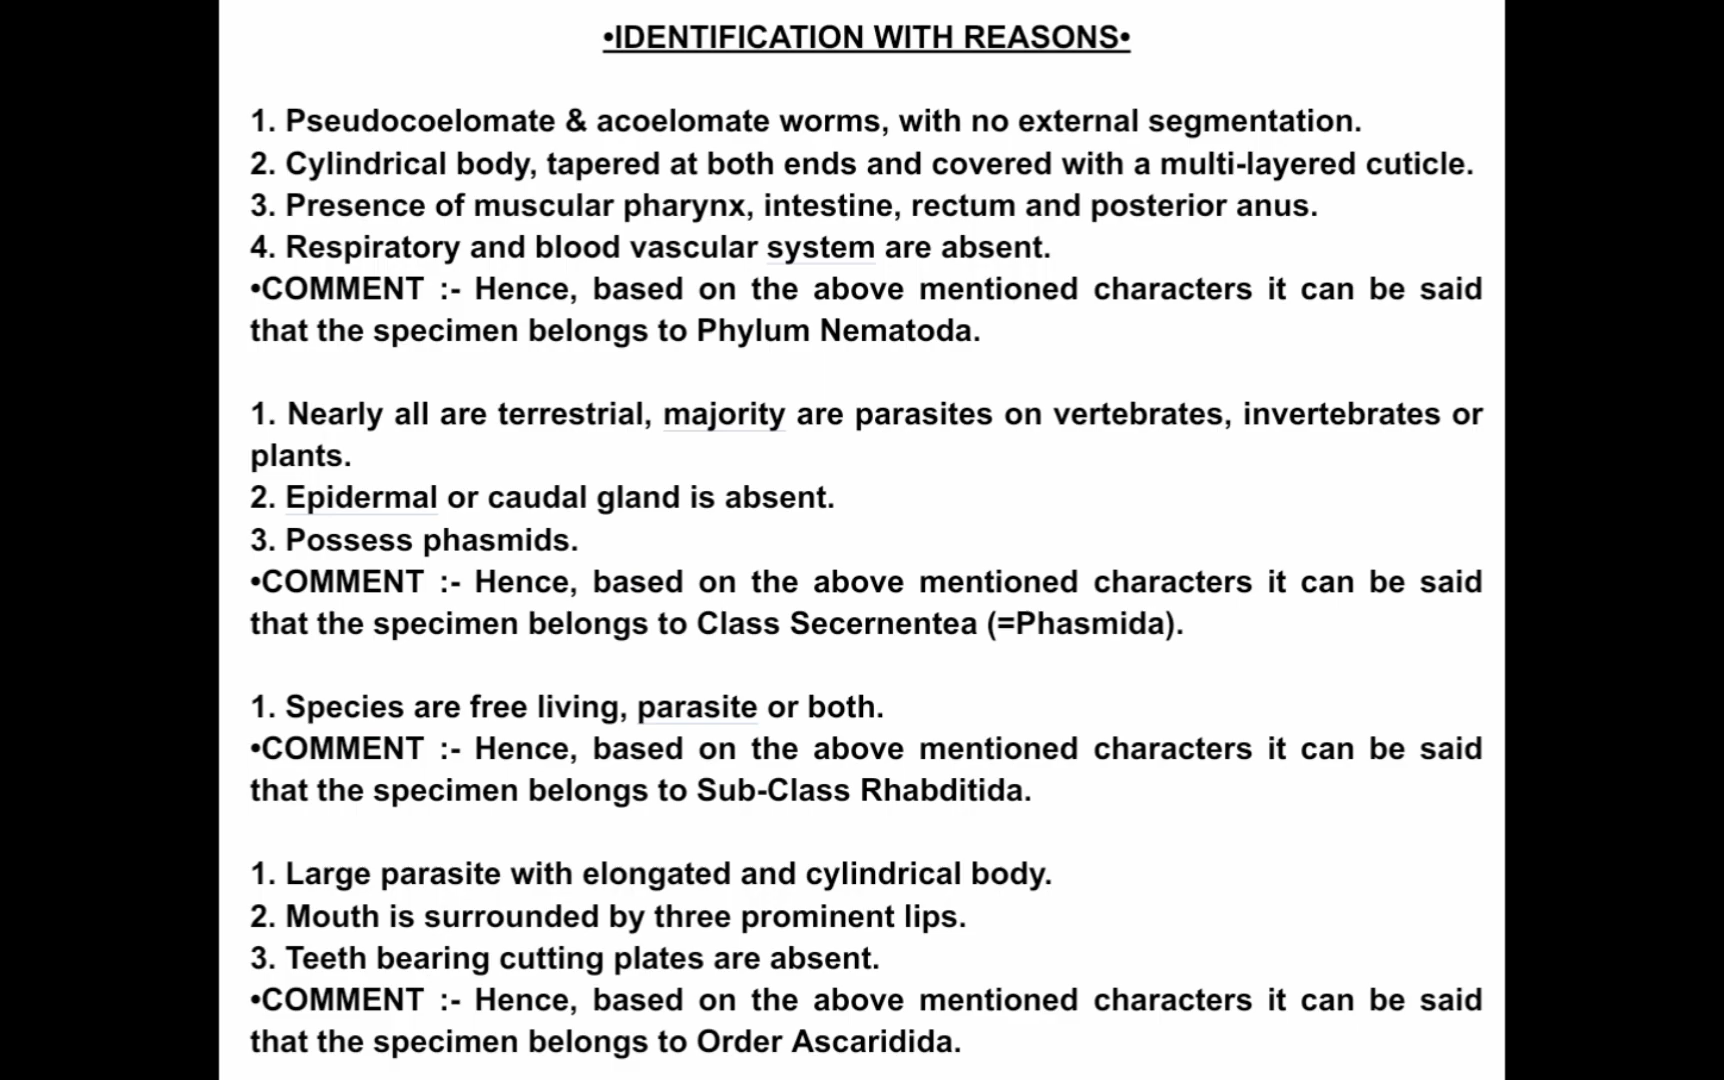 •IDENTIFICATION WITH REASONS•
1. Pseudocoelomate & acoelomate worms, with no external segmentation.
2. Cylindrical body, tapered at both ends and covered with a multi-layered cuticle.
3. Presence of muscular pharynx, intestine, rectum and posterior anus.
4. Respiratory and blood vascular system are absent.
•COMMENT :- Hence, based on the above mentioned characters it can be said
that the specimen belongs to Phylum Nematoda.
1. Nearly all are terrestrial, majority are parasites on vertebrates, invertebrates or
plants.
2. Epidermal or caudal gland is absent.
3. Possess phasmids.
•COMMENT :- Hence, based on the above mentioned characters it can be said
that the specimen belongs to Class Secernentea (=Phasmida).
1. Species are free living, parasite or both.
•COMMENT :- Hence, based on the above mentioned characters it can be said
that the specimen belongs to Sub-Class Rhabditida.
1. Large parasite with elongated and cylindrical body.
2. Mouth is surrounded by three prominent lips.
3. Teeth bearing cutting plates are absent.
•COMMENT :- Hence, based on the above mentioned characters it can be said
that the specimen belongs to Order Ascaridida.